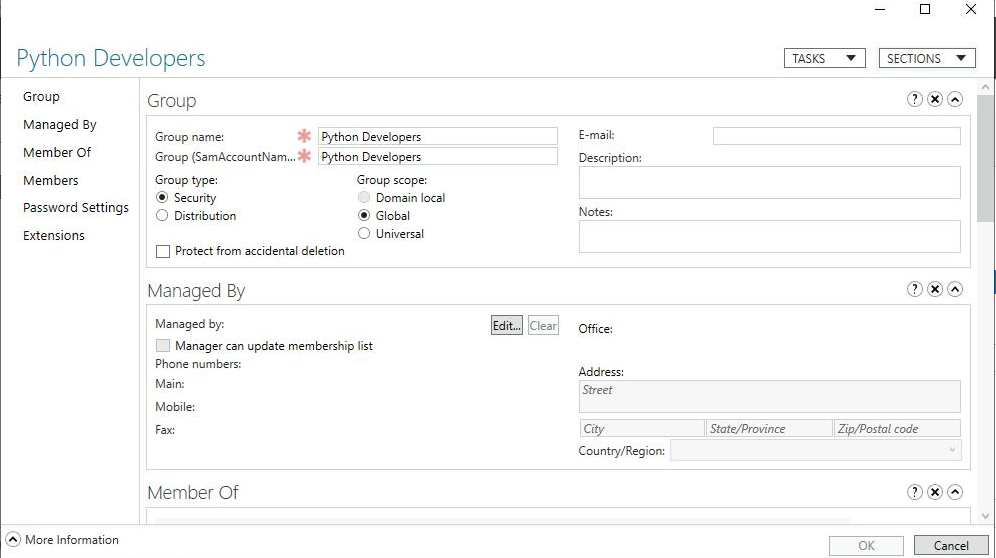 Python Developers
TASKS
SECTIONS
Group
Managed By
Member Of
Members
Password Settings
Extensions
Group
Group name:
Python Developers
Group (SamAccountNam...
Python Developers
Group type:
Security
Distribution
Group scope:
Domain local
Global
Universal
Protect from accidental deletion
E-mail:
Description:
Notes:
Managed By
Managed by:
Edit...
Clear
Manager can update membership list
Phone numbers:
Main:
Mobile:
Fax:
Office:
Address:
Street
City
State/Province
Zip/Postal code
Country/Region:
Member Of
More Information
OK
Cancel